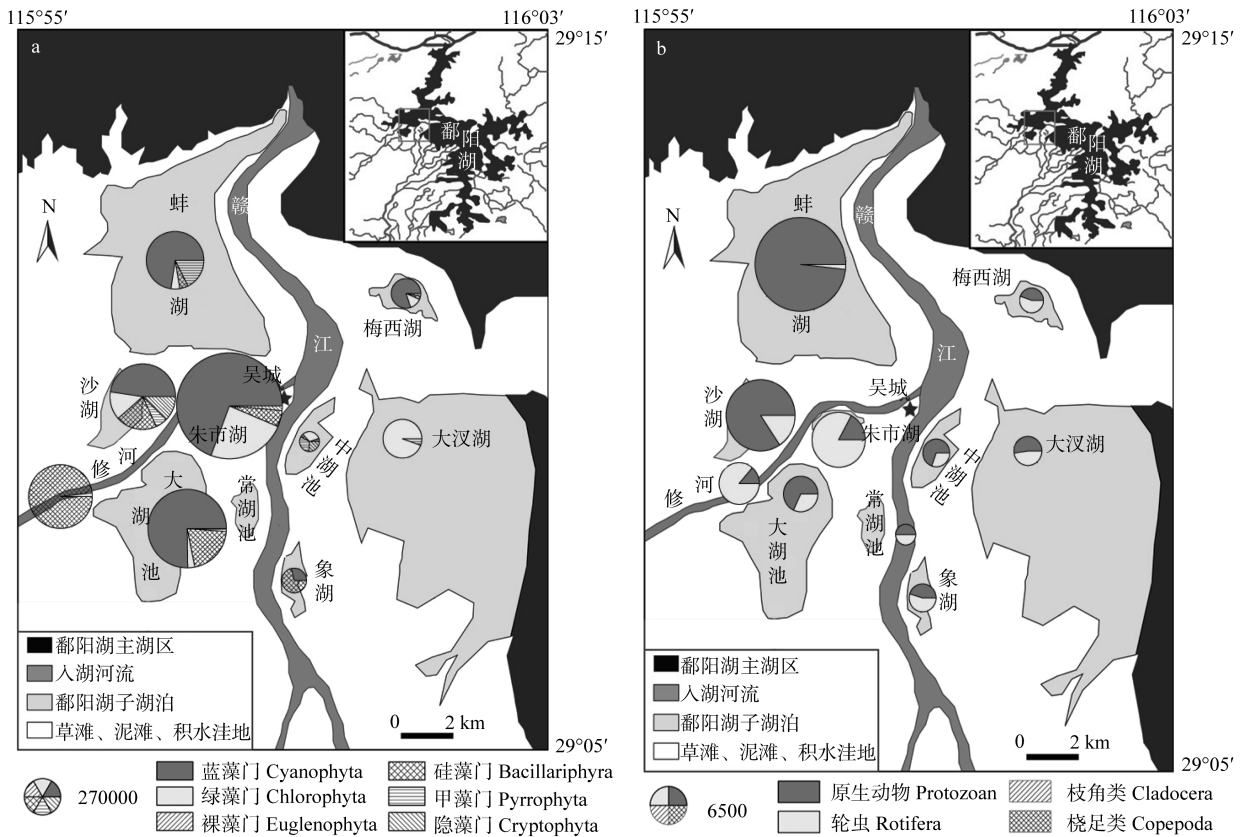 115°55′ 116°03′
29°15′
a
N
鄱阳湖
蚌湖
赣江
梅西湖
沙湖
吴城
朱市湖
中湖池
大汊湖
修河
大湖池
常湖池
象湖
鄱阳湖主湖区
入湖河流
鄱阳湖子湖泊
草滩、泥滩、积水洼地
0 2 km
29°05′
270000
蓝藻门 Cyanophyta
绿藻门 Chlorophyta
裸藻门 Euglenophyta
硅藻门 Bacillariphyra
甲藻门 Pyrrophyta
隐藻门 Cryptophyta
115°55′ 116°03′
29°15′
b
N
鄱阳湖
蚌湖
赣江
梅西湖
沙湖
吴城
朱市湖
中湖池
大汊湖
修河
大湖池
常湖池
象湖
鄱阳湖主湖区
入湖河流
鄱阳湖子湖泊
草滩、泥滩、积水洼地
0 2 km
29°05′
6500
原生动物 Protozoan
轮虫 Rotifera
枝角类 Cladocera
桡足类 Copepoda